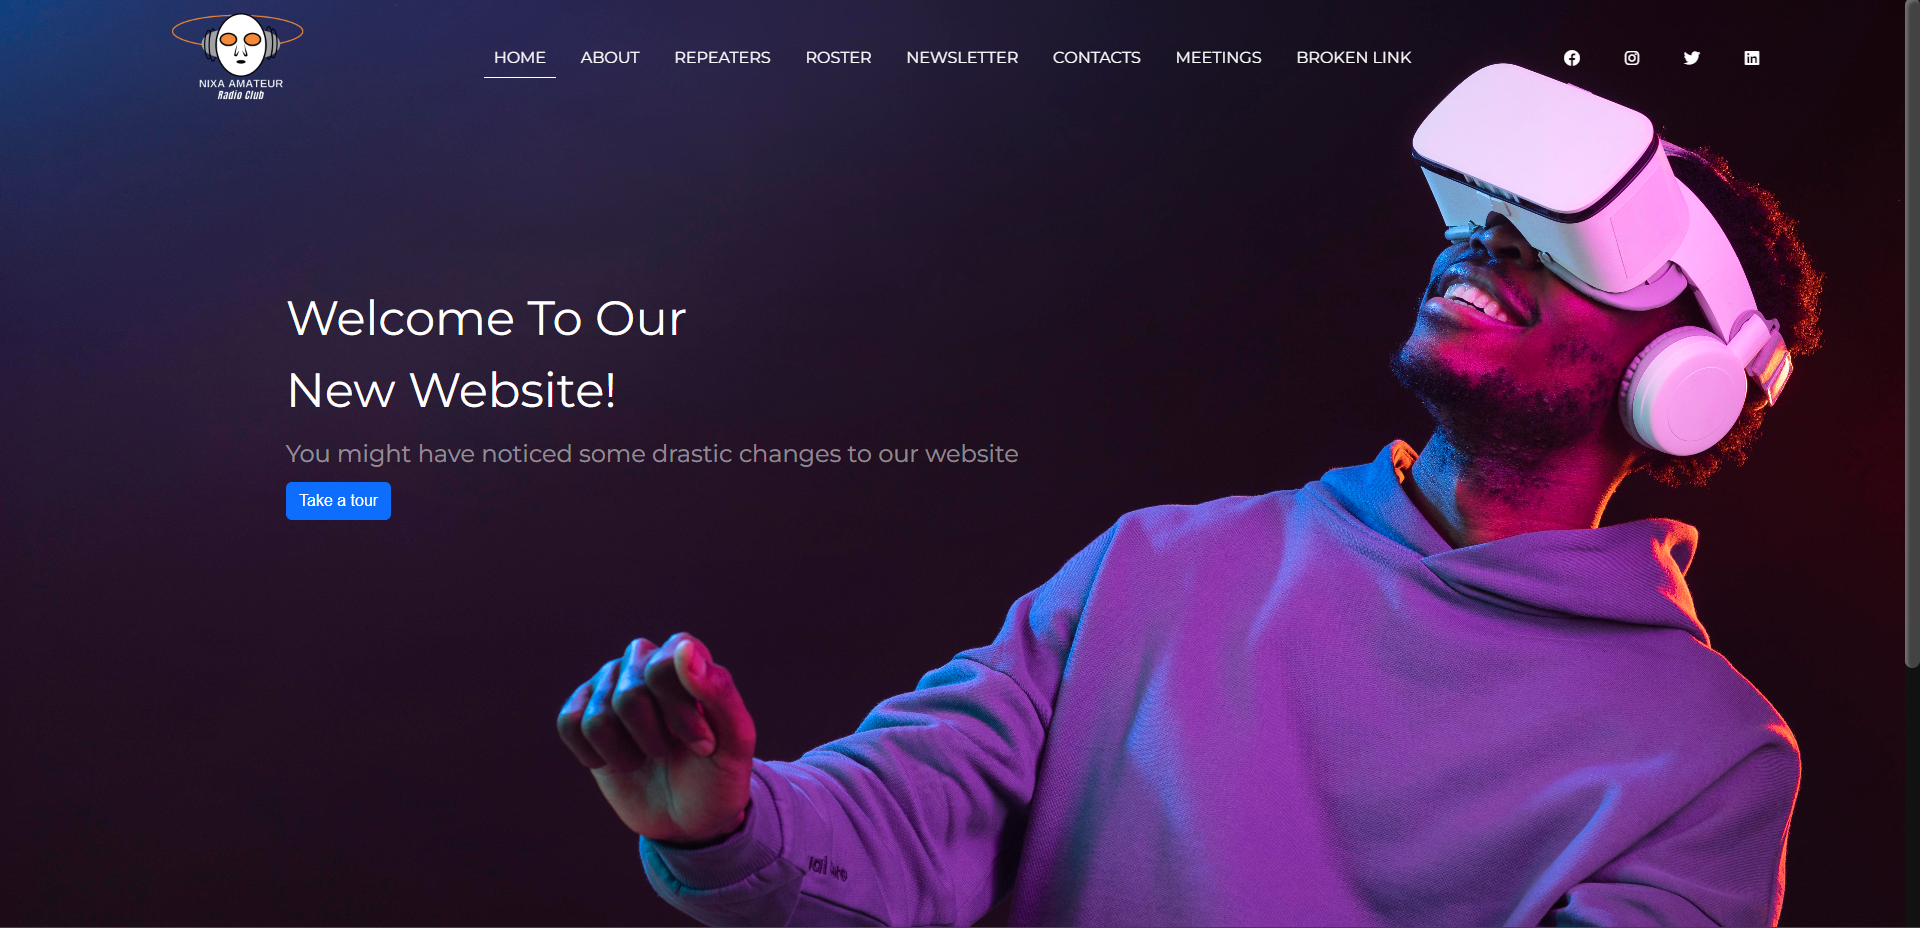 NIXA AMATEUR
Radio Club
HOME ABOUT REPEATERS ROSTER NEWSLETTER CONTACTS MEETINGS BROKEN LINK
Welcome To Our
New Website!
You might have noticed some drastic changes to our website
Take a tour